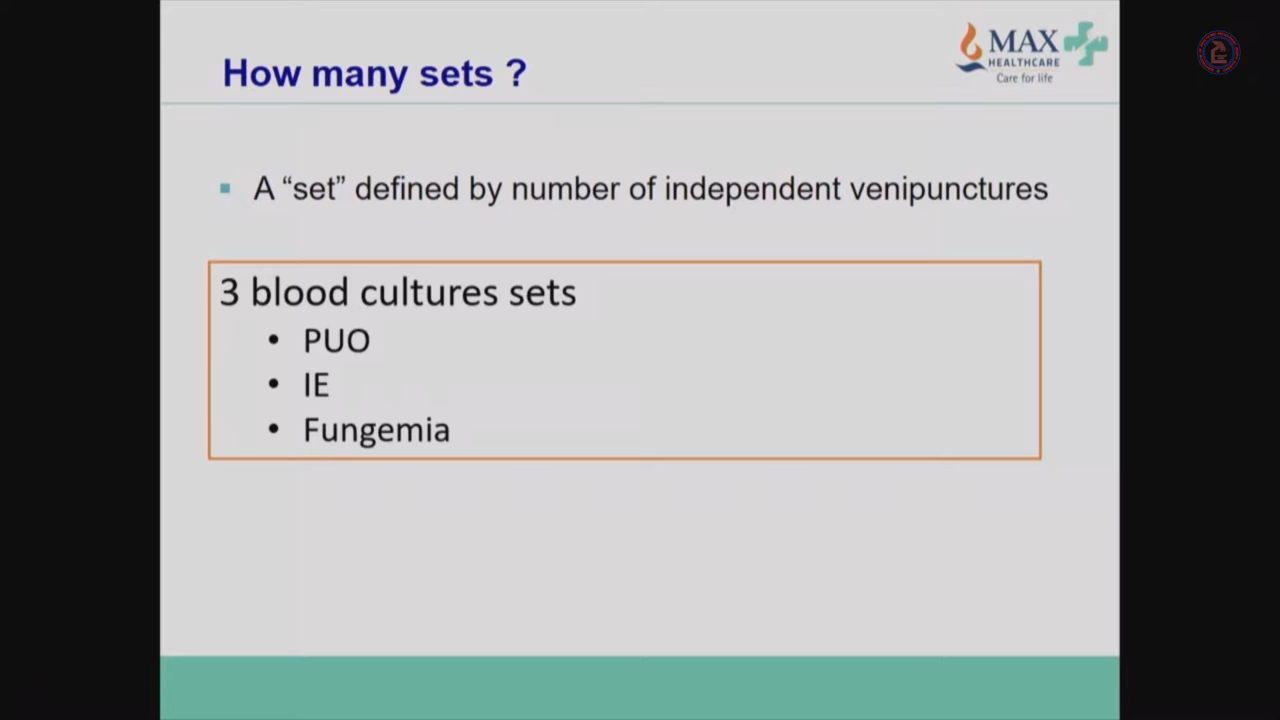 MAX
HEALTHCARE
Care for life
How many sets ?
▪ A “set” defined by number of independent venipunctures
3 blood cultures sets
• PUO
• IE
• Fungemia